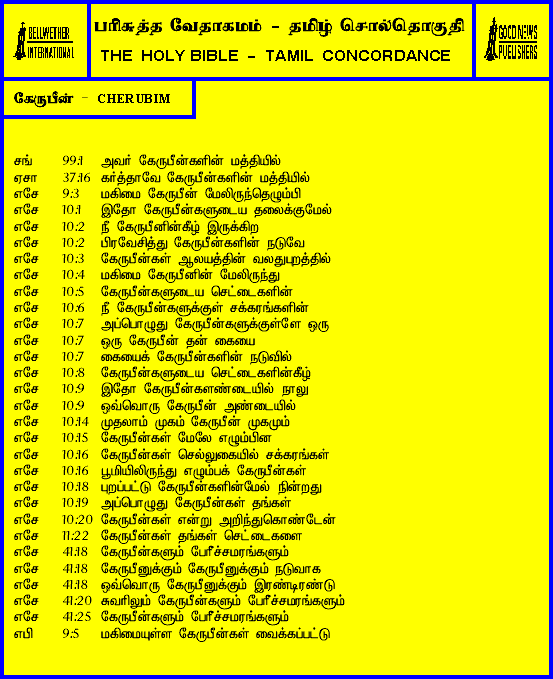 BELLWETHER
INTERNATIONAL
பரிசுத்த வேதாகமம் - தமிழ் சொல்தொகுதி
THE HOLY BIBLE - TAMIL CONCORDANCE
GOOD NEWS
PUBLISHERS
கேருபீன் - CHERUBIM
சங் 99:1 அவர் கேருபீன்களின் மத்தியில்
ஏசா 37:16 கர்த்தாவே கேருபீன்களின் மத்தியில்
எசே 9:3 மகிமை கேருபீன் மேலிருந்தெழும்பி
எசே 10:1 இதோ கேருபீன்களுடைய தலைக்குமேல்
எசே 10:2 நீ கேருபீனின்கீழ் இருக்கிற
எசே 10:2 பிரவேசித்து கேருபீன்களின் நடுவே
எசே 10:3 கேருபீன்கள் ஆலயத்தின் வலதுபுறத்தில்
எசே 10:4 மகிமை கேருபீனின் மேலிருந்து
எசே 10:5 கேருபீன்களுடைய செட்டைகளின்
எசே 10:6 நீ கேருபீன்களுக்குள் சக்கரங்களின்
எசே 10:7 அப்பொழுது கேருபீன்களுக்குள்ளே ஒரு
எசே 10:7 ஒரு கேருபீன் தன் கையை
எசே 10:7 கையைக் கேருபீன்களின் நடுவில்
எசே 10:8 கேருபீன்களுடைய செட்டைகளின்கீழ்
எசே 10:9 இதோ கேருபீன்களண்டையில் நாலு
எசே 10:9 ஒவ்வொரு கேருபீன் அண்டையில்
எசே 10:14 முதலாம் முகம் கேருபீன் முகமும்
எசே 10:15 கேருபீன்கள் மேலே எழும்பின
எசே 10:16 கேருபீன்கள் செல்லுகையில் சக்கரங்கள்
எசே 10:16 பூமியிலிருந்து எழும்பக் கேருபீன்கள்
எசே 10:18 புறப்பட்டு கேருபீன்களின்மேல் நின்றது
எசே 10:19 அப்பொழுது கேருபீன்கள் தங்கள்
எசே 10:20 கேருபீன்கள் என்று அறிந்துகொண்டேன்
எசே 11:22 கேருபீன்கள் தங்கள் செட்டைகளை
எசே 41:18 கேருபீன்களும் பேரீச்சமரங்களும்
எசே 41:18 கேருபீனுக்கும் கேருபீனுக்கும் நடுவாக
எசே 41:18 ஒவ்வொரு கேருபீனுக்கும் இரண்டிரண்டு
எசே 41:20 சுவரிலும் கேருபீன்களும் பேரீச்சமரங்களும்
எசே 41:25 கேருபீன்களும் பேரீச்சமரங்களும்
எபி 9:5 மகிமையுள்ள கேருபீன்கள் வைக்கப்பட்டு